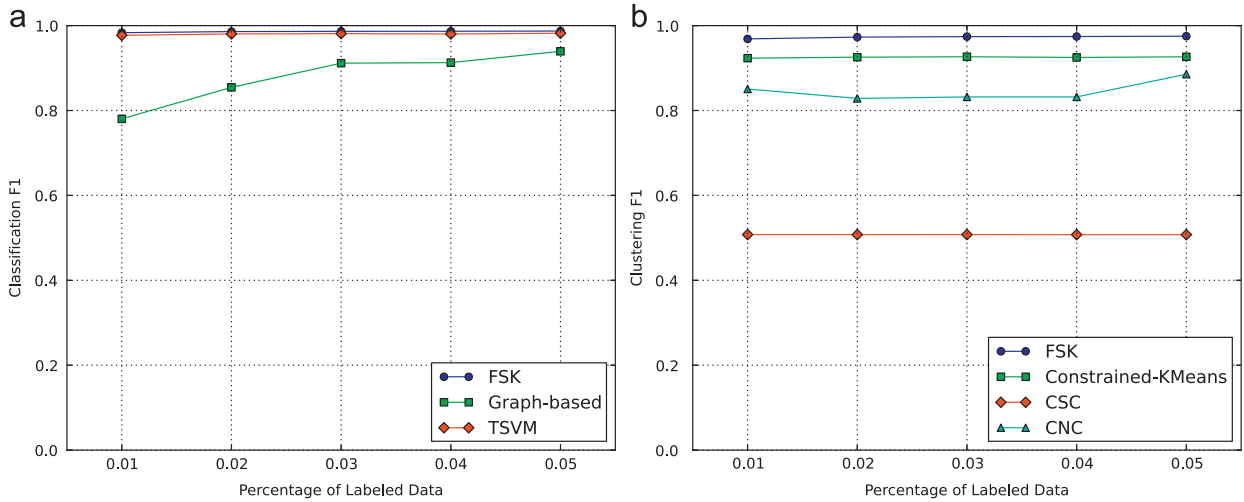 a
1.0
0.8
0.6
0.4
0.2
0.0
Classification F1
0.01 0.02 0.03 0.04 0.05
Percentage of Labeled Data
FSK
Graph-based
TSVM
b
1.0
0.8
0.6
0.4
0.2
0.0
Clustering F1
0.01 0.02 0.03 0.04 0.05
Percentage of Labeled Data
FSK
Constrained-KMeans
CSC
CNC